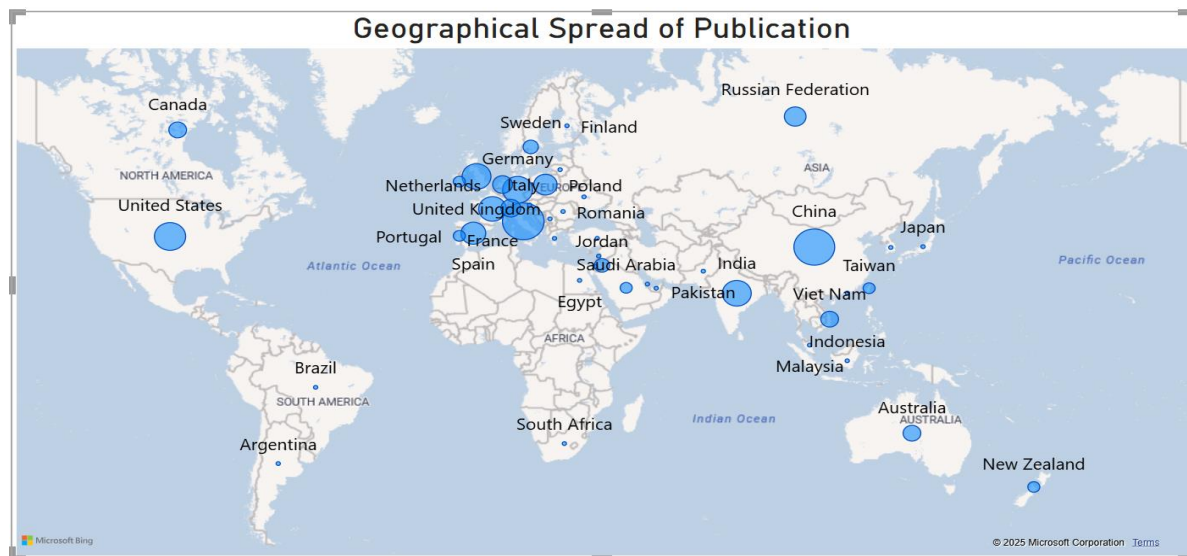 Geographical Spread of Publication
Canada
Russian Federation
Sweden
Finland
Germany
ASIA
NORTH AMERICA
Netherlands
Italy
EUROP
Poland
United States
United Kingdom
Romania
China
Portugal
France
Jordan
Japan
Atlantic Ocean
Spain
Saudi Arabia
India
Taiwan
Pacific Ocean
Egypt
Pakistan
Viet Nam
AFRICA
Indonesia
Malaysia
Brazil
SOUTH AMERICA
Indian Ocean
Australia
AUSTRALIA
South Africa
Argentina
New Zealand
Microsoft Bing
© 2025 Microsoft Corporation Terms